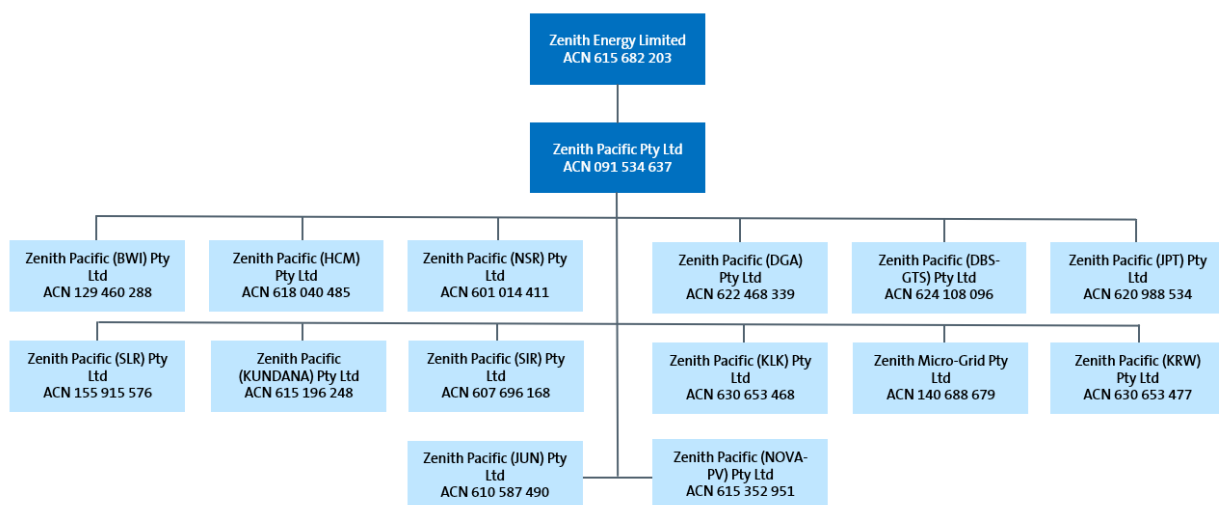 Zenith Energy Limited
ACN 615 682 203
Zenith Pacific Pty Ltd
ACN 091 534 637
Zenith Pacific (BWI) Pty
Ltd
ACN 129 460 288
Zenith Pacific (HCM)
Pty Ltd
ACN 618 040 485
Zenith Pacific (NSR) Pty
Ltd
ACN 601 014 411
Zenith Pacific (DGA)
Pty Ltd
ACN 622 468 339
Zenith Pacific (DBS-
GTS) Pty Ltd
ACN 624 108 096
Zenith Pacific (JPT) Pty
Ltd
ACN 620 988 534
Zenith Pacific (SLR) Pty
Ltd
ACN 155 915 576
Zenith Pacific
(KUNDANA) Pty Ltd
ACN 615 196 248
Zenith Pacific (SIR) Pty
Ltd
ACN 607 696 168
Zenith Pacific (KLK) Pty
Ltd
ACN 630 653 468
Zenith Micro-Grid Pty
Ltd
ACN 140 688 679
Zenith Pacific (KRW)
Pty Ltd
ACN 630 653 477
Zenith Pacific (JUN) Pty
Ltd
ACN 610 587 490
Zenith Pacific (NOVA-
PV) Pty Ltd
ACN 615 352 951